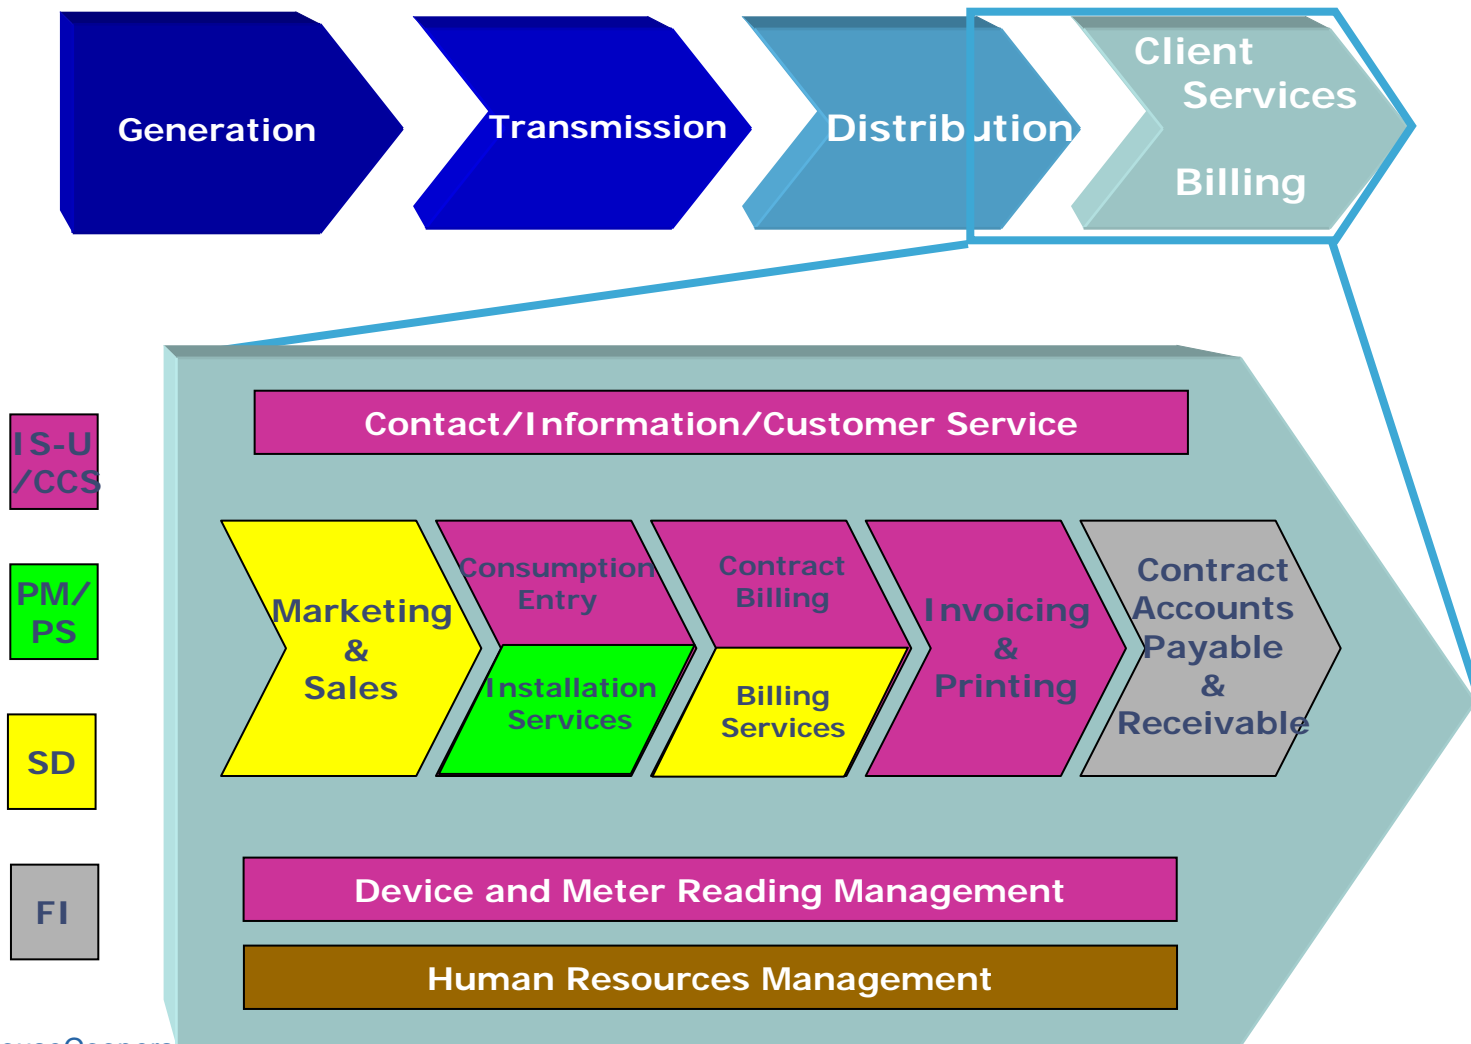 Generation
Transmission
Distribution
Client
Services
Billing
Contact/Information/Customer Service
IS-U
/CCS
PM/
PS
SD
FI
Marketing
&
Sales
Consumption
Entry
Installation
Services
Contract
Billing
Billing
Services
Invoicing
&
Printing
Contract
Accounts
Payable
&
Receivable
Device and Meter Reading Management
Human Resources Management